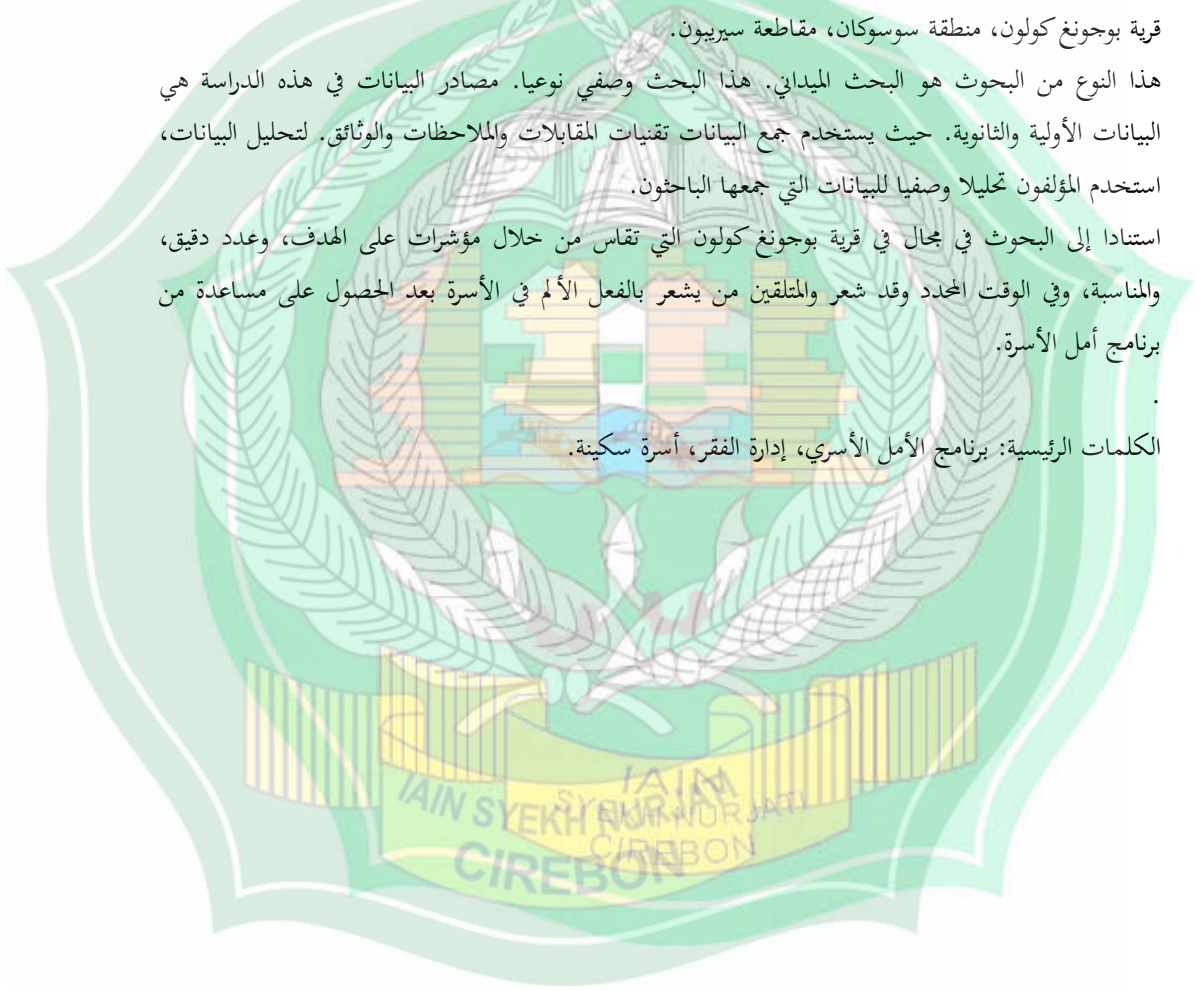 قرية بوجونغ كولون، منطقة سوسوكان، مقاطعة سيريبون.
هذا النوع من البحوث هو البحث الميداني. هذا البحث وصفي نوعيا. مصادر البيانات في هذه الدراسة هي
البيانات الأولية والثانوية. حيث يستخدم جمع البيانات تقنيات المقابلات والملاحظات والوثائق. لتحليل البيانات،
استخدم المؤلفون تحليلا وصفيا للبيانات التي جمعها الباحثون.
استنادا إلى البحوث في مجال في قرية بوجونغ كولون التي تقاس من خلال مؤشرات على الهدف، وعدد دقيق،
والمناسبة، وفي الوقت المحدد وقد شعر والمتلقين من يشعر بالفعل الألم في الأسرة بعد الحصول على مساعدة من
برنامج أمل الأسرة.
.
الكلمات الرئيسية: برنامج الأمل الأسري، إدارة الفقر، أسرة سكينة.
IAIN
IAIN SYEKH NURJATI
SYEKH NURJATI
CIREBON
CIREBON